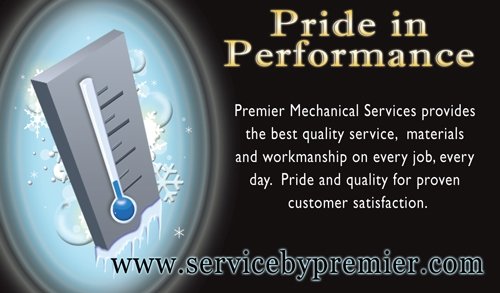 Pride in
Performance
Premier Mechanical Services provides
the best quality service, materials
and workmanship on every job, every
day. Pride and quality for proven
customer satisfaction.
www.servicebypremier.com